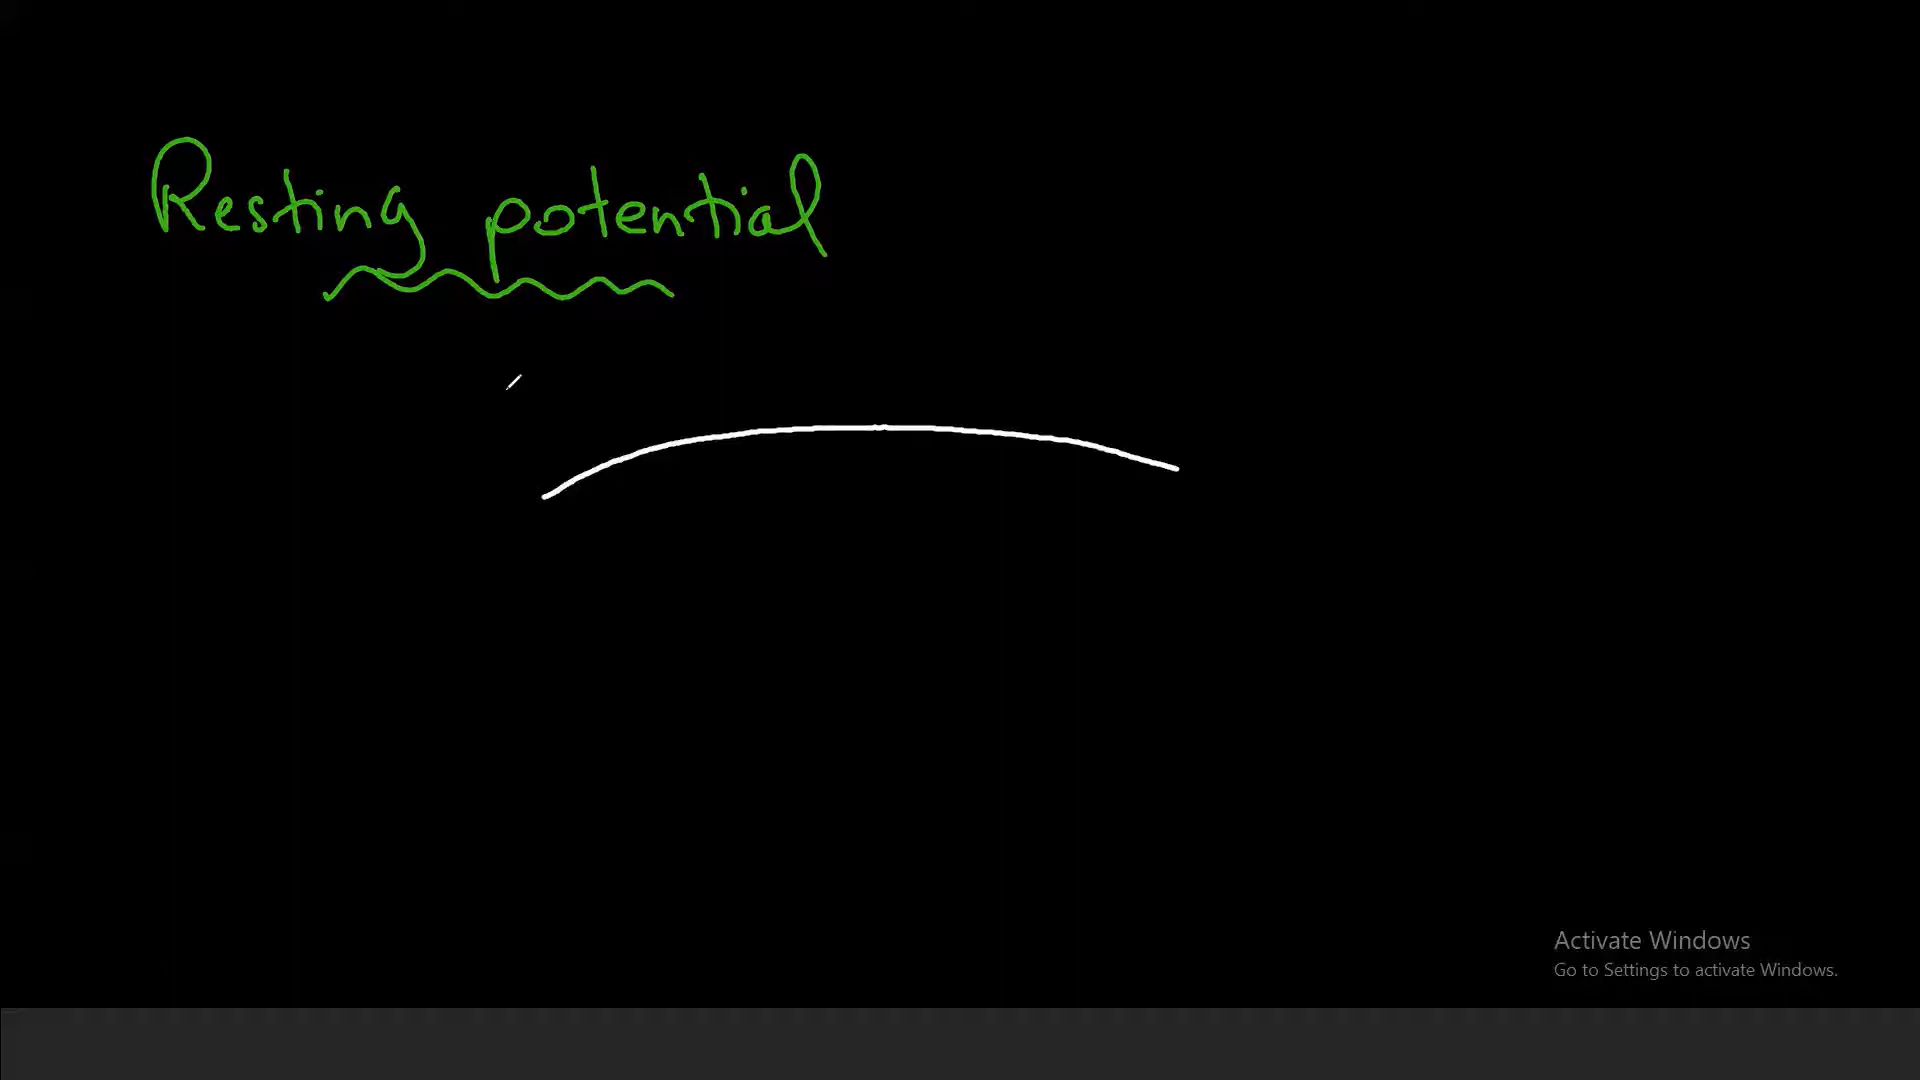 Resting potential
Activate Windows
Go to Settings to activate Windows.